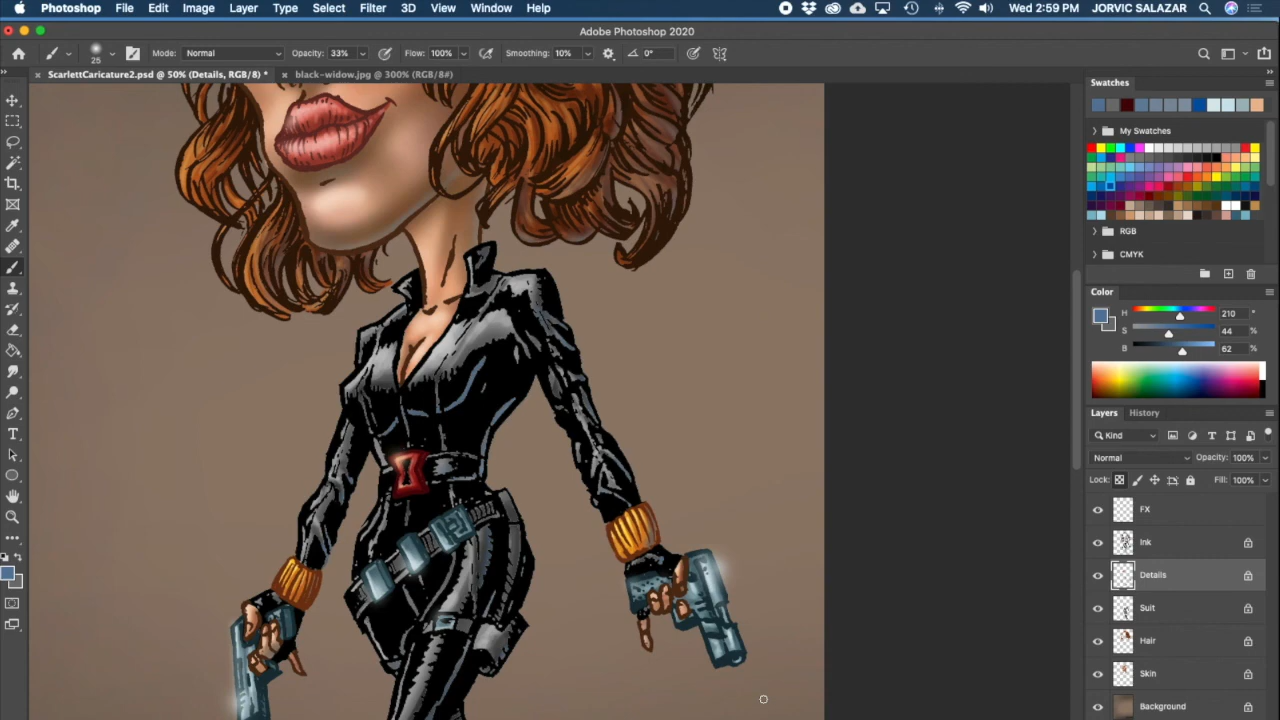 Photoshop File Edit Image Layer Type Select Filter 3D View Window Help Wed 2:59 PM JORVIC SALAZAR
Adobe Photoshop 2020
25 Mode: Normal Opacity: 33% Flow: 100% Smoothing: 10% 0°
ScarlettCaricature2.psd @ 50% (Details, RGB/8) * black-widow.jpg @ 300% (RGB/8#)
Swatches
My Swatches
RGB
CMYK
Color
H 210 °
S 44 %
B 62 %
Layers History
Kind
Normal Opacity: 100%
Lock: Fill: 100%
FX
Ink
Details
Suit
Hair
Skin
Background